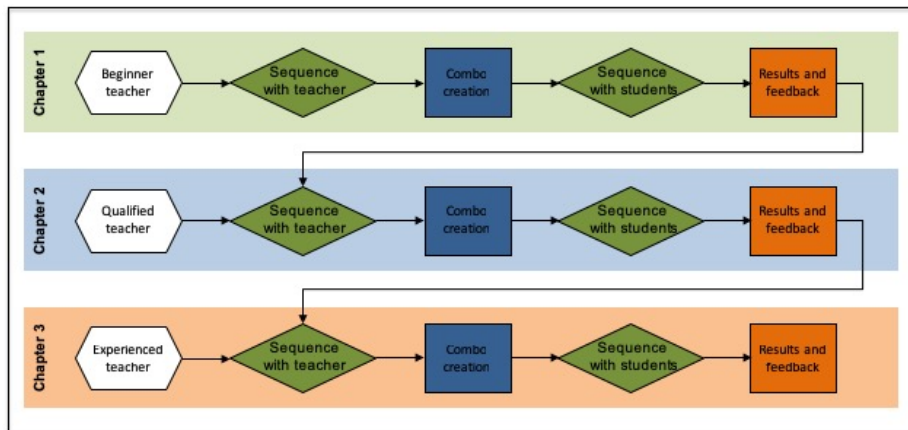 Chapter 1
Beginner
teacher
Sequence
with teacher
Combo
creation
Sequence
with students
Results and
feedback
Chapter 2
Qualified
teacher
Sequence
with teacher
Combo
creation
Sequence
with students
Results and
feedback
Chapter 3
Experienced
teacher
Sequence
with teacher
Combo
creation
Sequence
with students
Results and
feedback